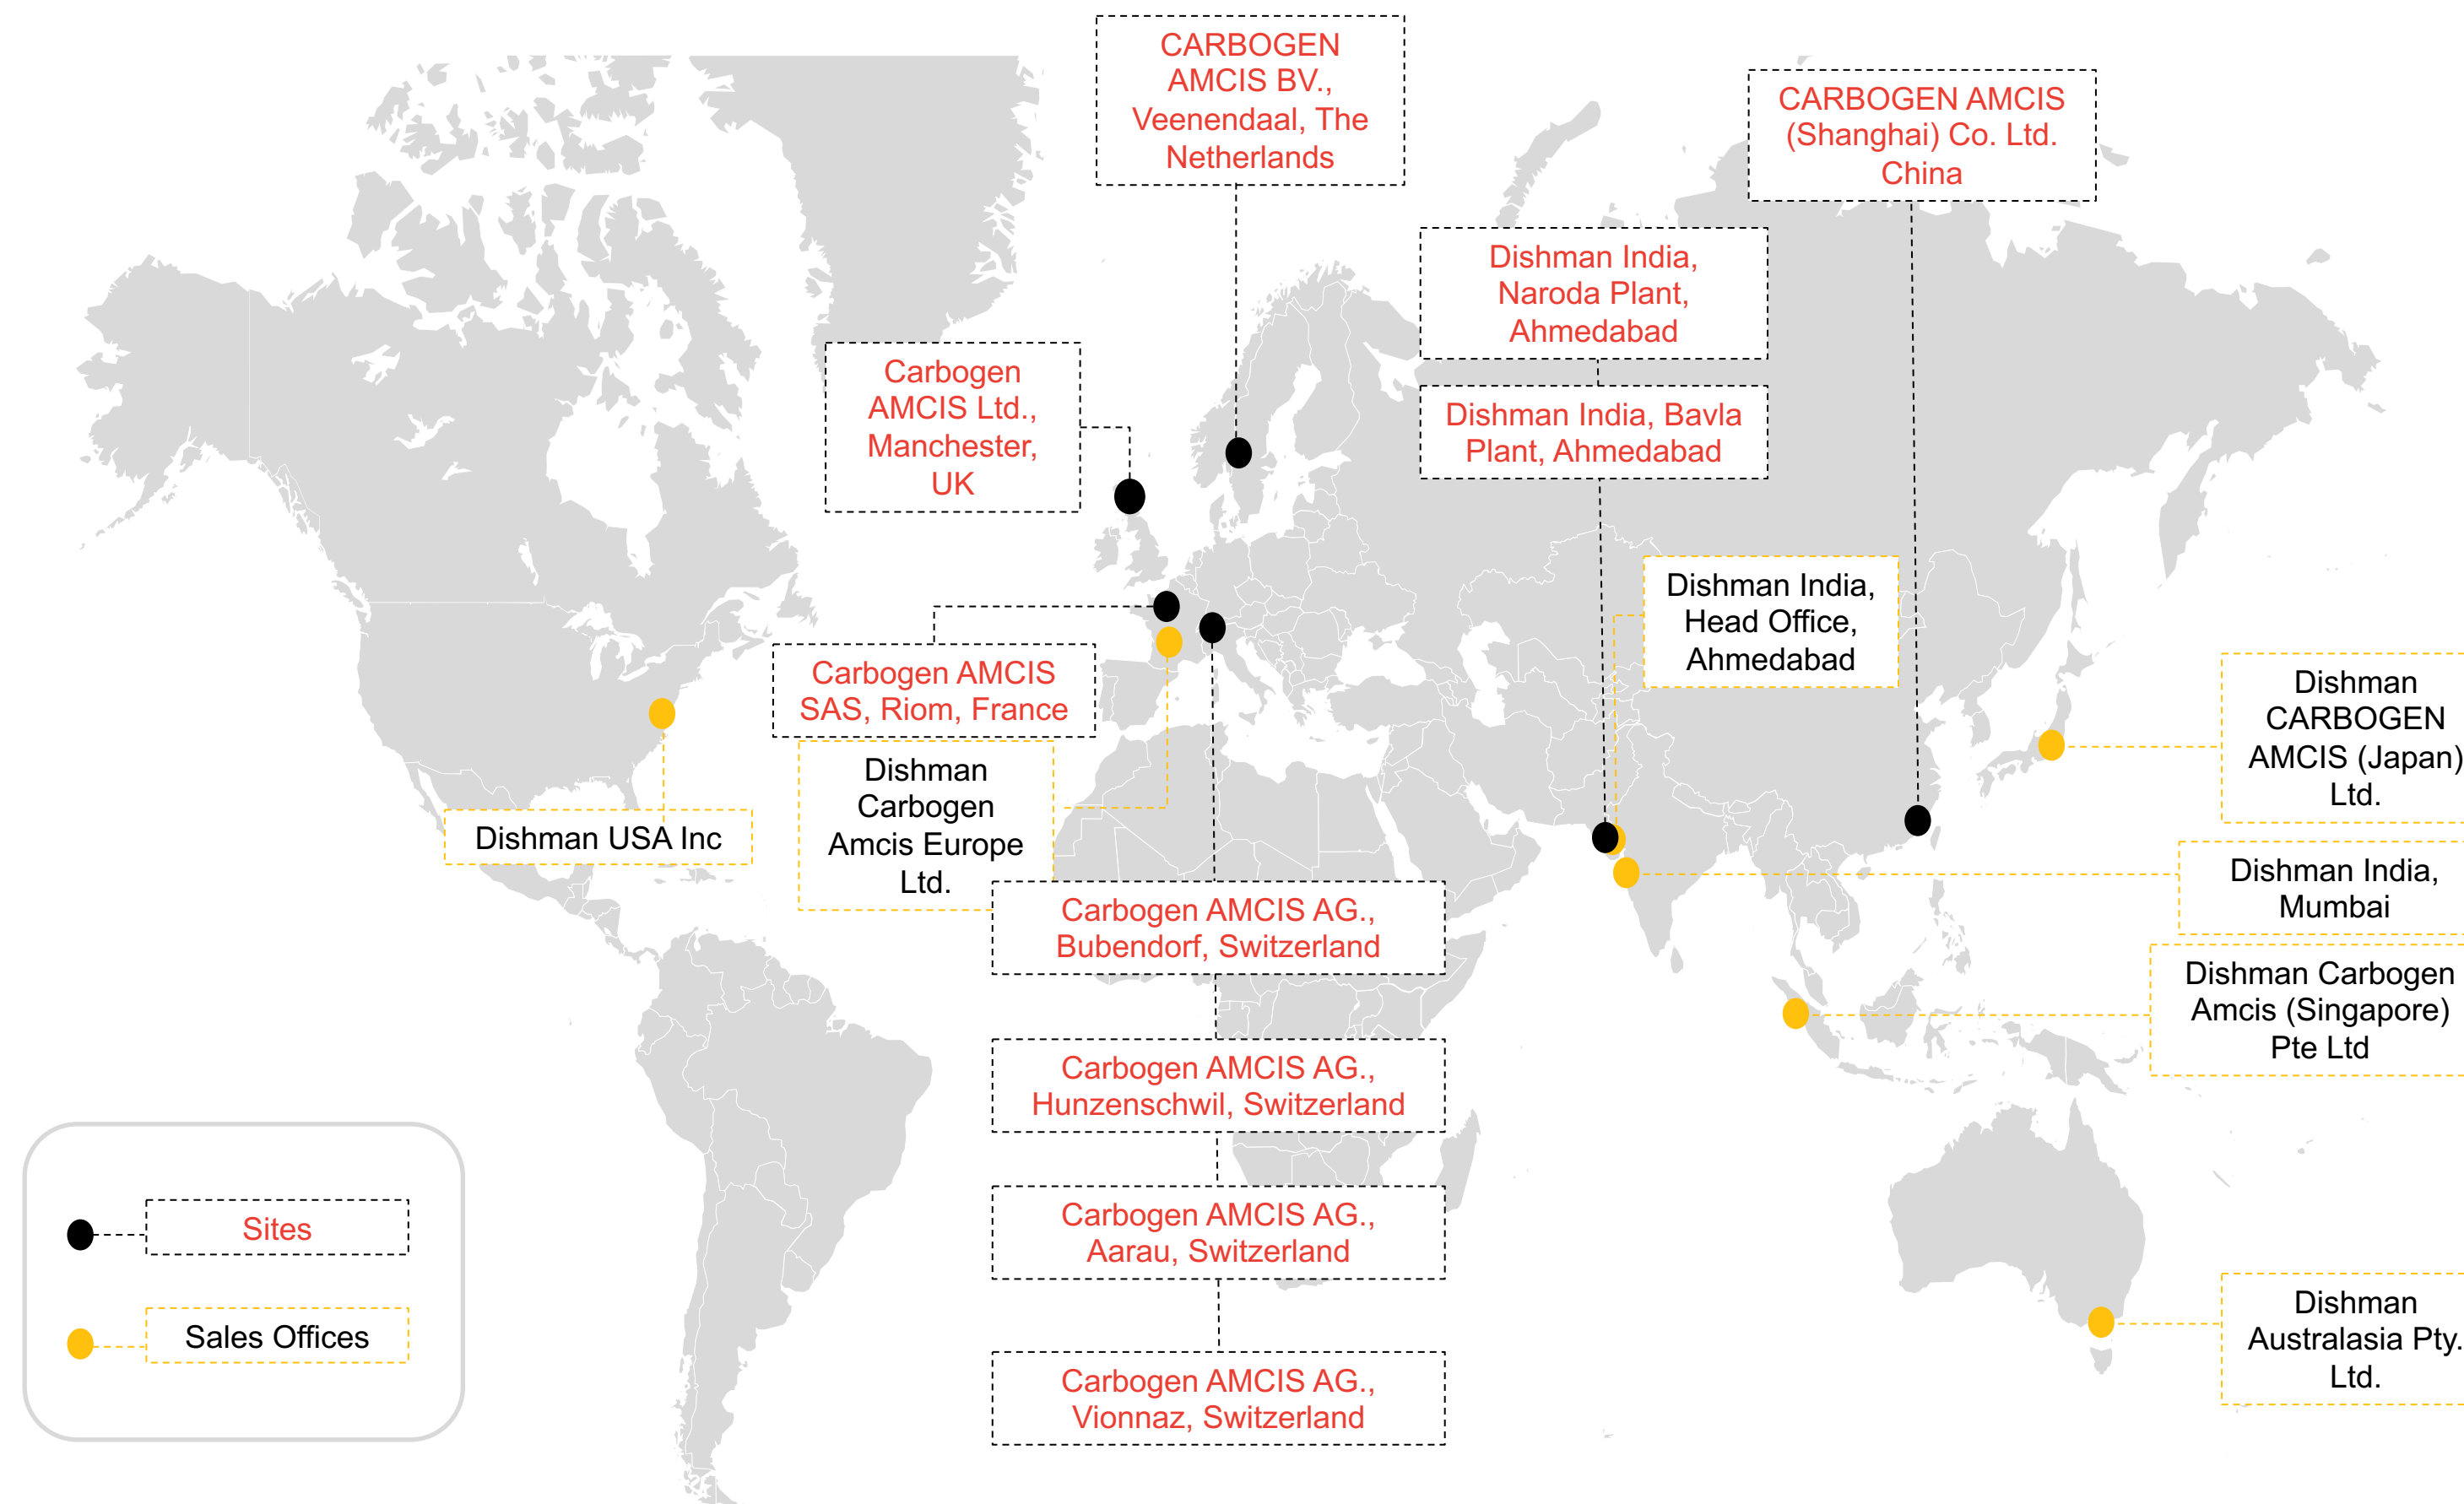 CARBOGEN
AMCIS BV.,
Veenendaal, The
Netherlands
CARBOGEN AMCIS
(Shanghai) Co. Ltd.
China
Dishman India,
Naroda Plant,
Ahmedabad
Carbogen
AMCIS Ltd.,
Manchester,
UK
Dishman India, Bavla
Plant, Ahmedabad
Dishman India,
Head Office,
Ahmedabad
Carbogen AMCIS
SAS, Riom, France
Dishman
CARBOGEN
AMCIS (Japan)
Ltd.
Dishman USA Inc
Dishman
Carbogen
Amcis Europe
Ltd.
Dishman India,
Mumbai
Carbogen AMCIS AG.,
Bubendorf, Switzerland
Dishman Carbogen
Amcis (Singapore)
Pte Ltd
Carbogen AMCIS AG.,
Hunzenschwil, Switzerland
Carbogen AMCIS AG.,
Aarau, Switzerland
Sites
Sales Offices
Dishman
Australasia Pty.
Ltd.
Carbogen AMCIS AG.,
Vionnaz, Switzerland